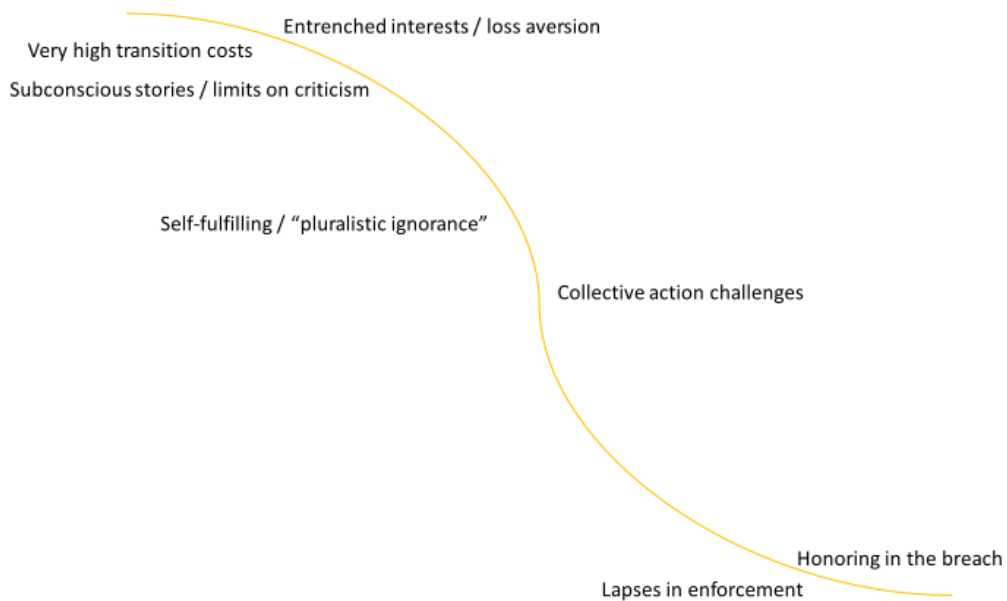 Entrenched interests / loss aversion
Very high transition costs
Subconscious stories / limits on criticism
Self-fulfilling / “pluralistic ignorance”
Collective action challenges
Honoring in the breach
Lapses in enforcement